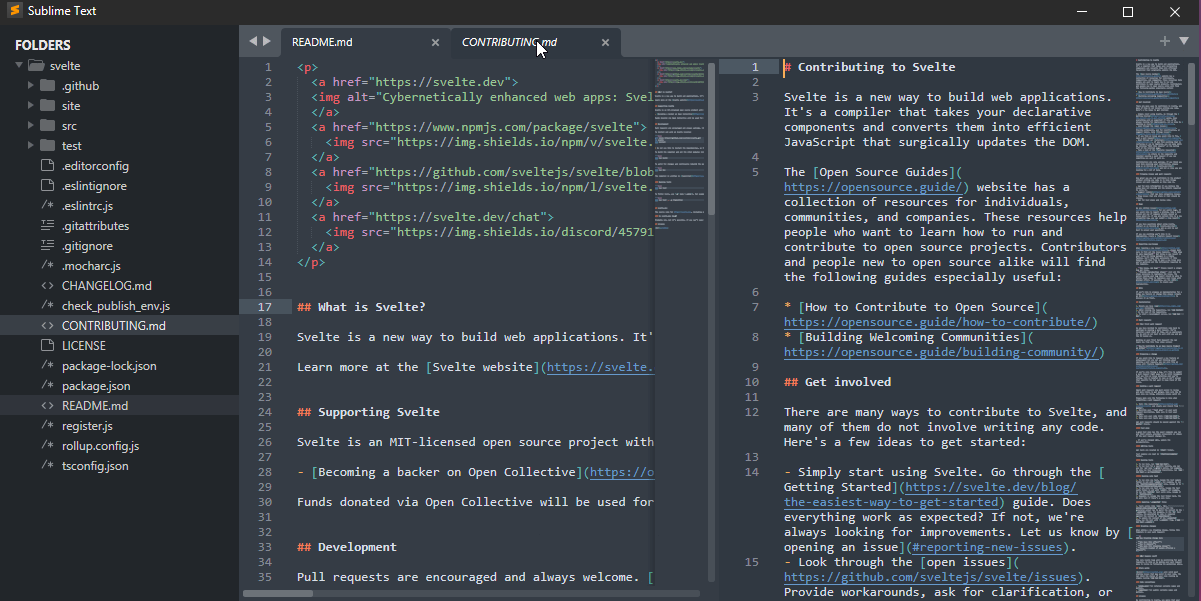 Sublime Text
FOLDERS
svelte
.github
site
src
test
.editorconfig
.eslintignore
/* .eslintrc.js
.gitattributes
.gitignore
/* .mocharc.js
<> CHANGELOG.md
/* check_publish_env.js
<> CONTRIBUTING.md
LICENSE
/* package-lock.json
/* package.json
<> README.md
/* register.js
/* rollup.config.js
/* tsconfig.json
README.md
CONTRIBUTING.md
1 <p>
2 <a href="https://svelte.dev">
3 <img alt="Cybernetically enhanced web apps: Svel
4 </a>
5 <a href="https://www.npmjs.com/package/svelte">
6 <img src="https://img.shields.io/npm/v/svelte.
7 </a>
8 <a href="https://github.com/sveltejs/svelte/blob
9 <img src="https://img.shields.io/npm/l/svelte.
10 </a>
11 <a href="https://svelte.dev/chat">
12 <img src="https://img.shields.io/discord/45791
13 </a>
14 </p>
15
16
17 ## What is Svelte?
18
19 Svelte is a new way to build web applications. It'
20
21 Learn more at the [Svelte website](https://svelte.
22
23
24 ## Supporting Svelte
25
26 Svelte is an MIT-licensed open source project with
27
28 - [Becoming a backer on Open Collective](https://o
29
30 Funds donated via Open Collective will be used for
31
32
33 ## Development
34
35 Pull requests are encouraged and always welcome. [
1 # Contributing to Svelte
2
3 Svelte is a new way to build web applications.
It's a compiler that takes your declarative
components and converts them into efficient
JavaScript that surgically updates the DOM.
4
5 The [Open Source Guides](
https://opensource.guide/) website has a
collection of resources for individuals,
communities, and companies. These resources help
people who want to learn how to run and
contribute to open source projects. Contributors
and people new to open source alike will find
the following guides especially useful:
6
7 * [How to Contribute to Open Source](
https://opensource.guide/how-to-contribute/)
8 * [Building Welcoming Communities](
https://opensource.guide/building-community/)
9
10 ## Get involved
11
12 There are many ways to contribute to Svelte, and
many of them do not involve writing any code.
Here's a few ideas to get started:
13
14 - Simply start using Svelte. Go through the [
Getting Started](https://svelte.dev/blog/
the-easiest-way-to-get-started) guide. Does
everything work as expected? If not, we're
always looking for improvements. Let us know by [
opening an issue](#reporting-new-issues).
15 - Look through the [open issues](
https://github.com/sveltejs/svelte/issues).
Provide workarounds, ask for clarification, or